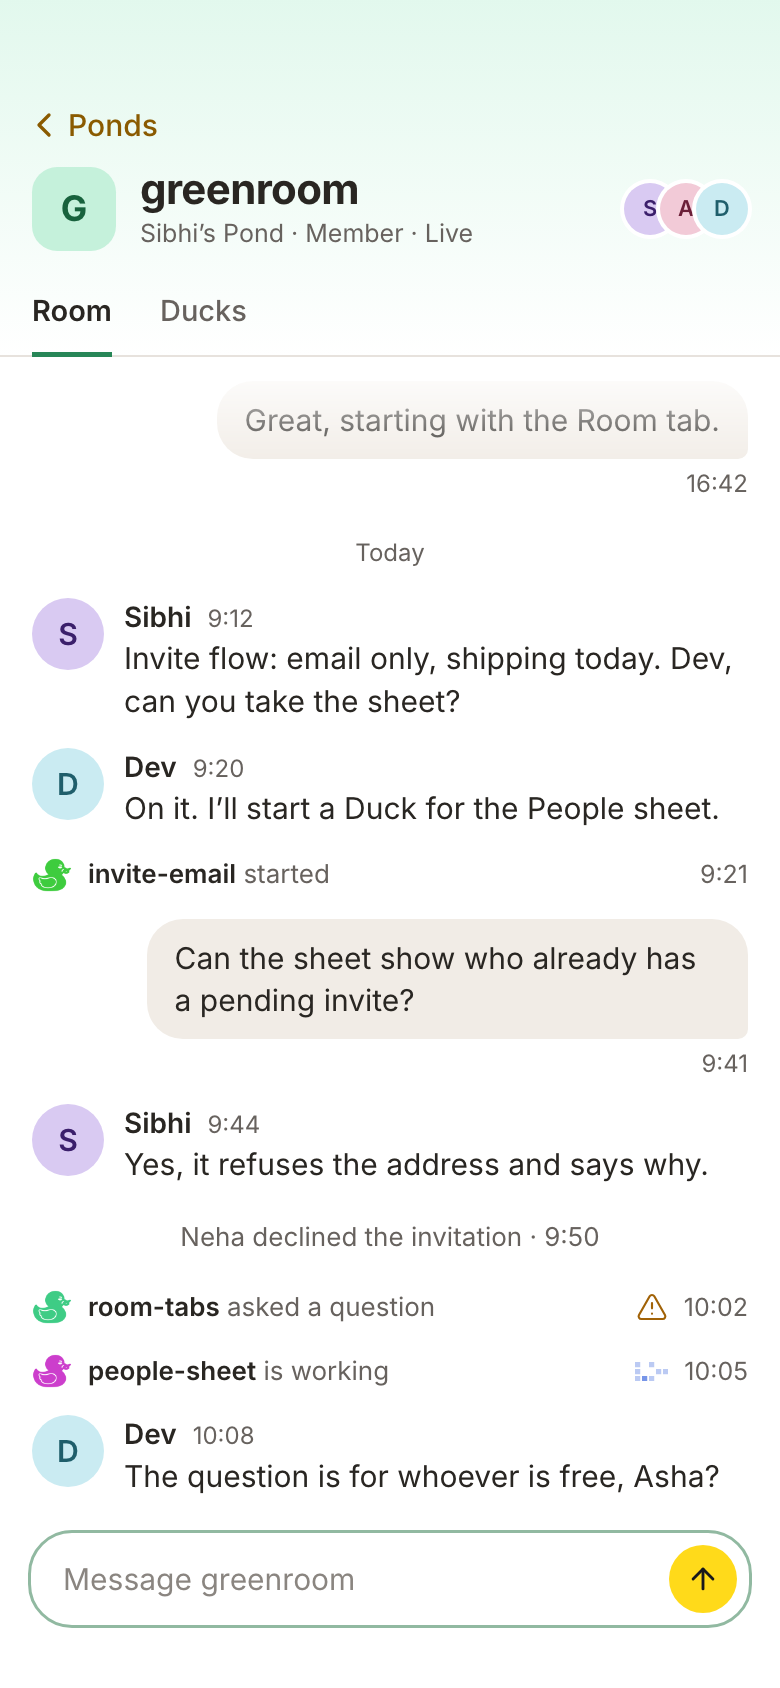 Ponds
G
greenroom
Sibhi’s Pond · Member · Live
S A D
Room Ducks
Great, starting with the Room tab.
16:42
Today
S
Sibhi 9:12
Invite flow: email only, shipping today. Dev,
can you take the sheet?
D
Dev 9:20
On it. I’ll start a Duck for the People sheet.
invite-email started 9:21
Can the sheet show who already has
a pending invite?
9:41
S
Sibhi 9:44
Yes, it refuses the address and says why.
Neha declined the invitation · 9:50
room-tabs asked a question 10:02
people-sheet is working 10:05
D
Dev 10:08
The question is for whoever is free, Asha?
Message greenroom